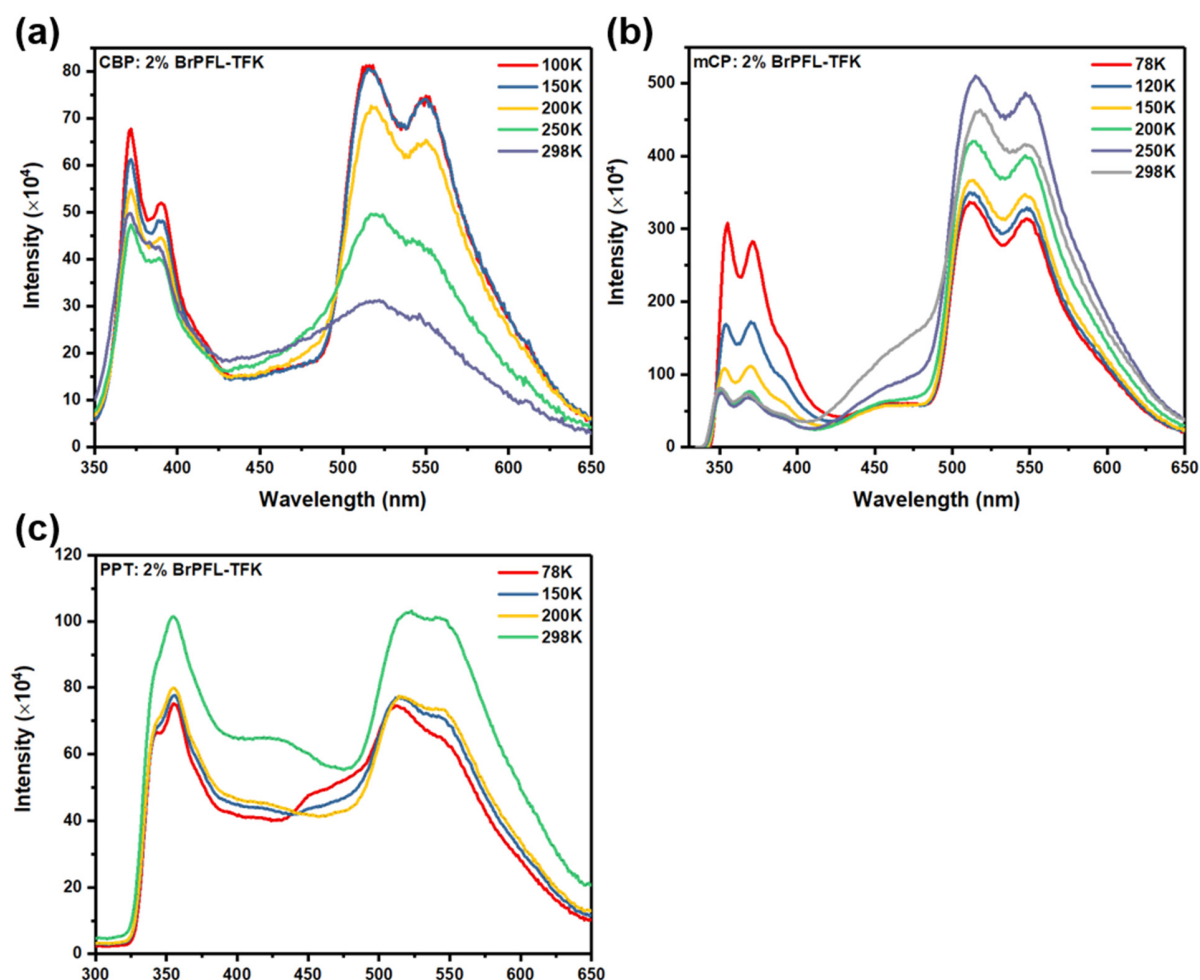 (a)
CBP: 2% BrPFL-TFK
100K
150K
200K
250K
298K
Intensity (×10⁴)
80
70
60
50
40
30
20
10
0
350 400 450 500 550 600 650
Wavelength (nm)
(b)
mCP: 2% BrPFL-TFK
78K
120K
150K
200K
250K
298K
Intensity (×10⁴)
500
400
300
200
100
0
350 400 450 500 550 600 650
Wavelength (nm)
(c)
PPT: 2% BrPFL-TFK
78K
150K
200K
298K
Intensity (×10⁴)
120
100
80
60
40
20
0
300 350 400 450 500 550 600 650